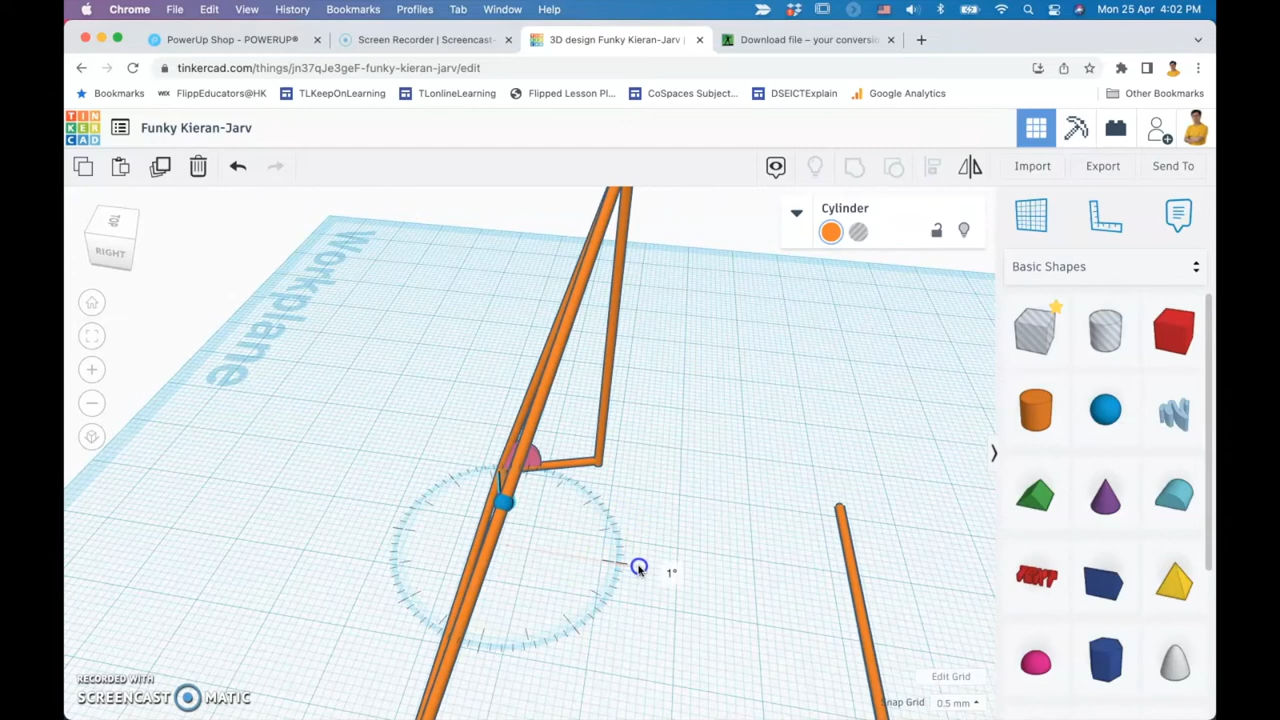 Chrome File Edit View History Bookmarks Profiles Tab Window Help Mon 25 Apr 4:02 PM
PowerUp Shop - POWERUP® × Screen Recorder | Screencast- × 3D design Funky Kieran-Jarv | × Download file – your conversi ×
tinkercad.com/things/jn37qJe3geF-funky-kieran-jarv/edit
Bookmarks WIX FlippEducators@HK TLKeepOnLearning TLonlineLearning Flipped Lesson Pl... CoSpaces Subject... DSEICTExplain Google Analytics Other Bookmarks
TIN
KER
CAD
Funky Kieran-Jarv
Import Export Send To
Cylinder
TOP
RIGHT
Workplane
Basic Shapes
TEXT
1°
Edit Grid
Snap Grid 0.5 mm
RECORDED WITH
SCREENCAST MATIC